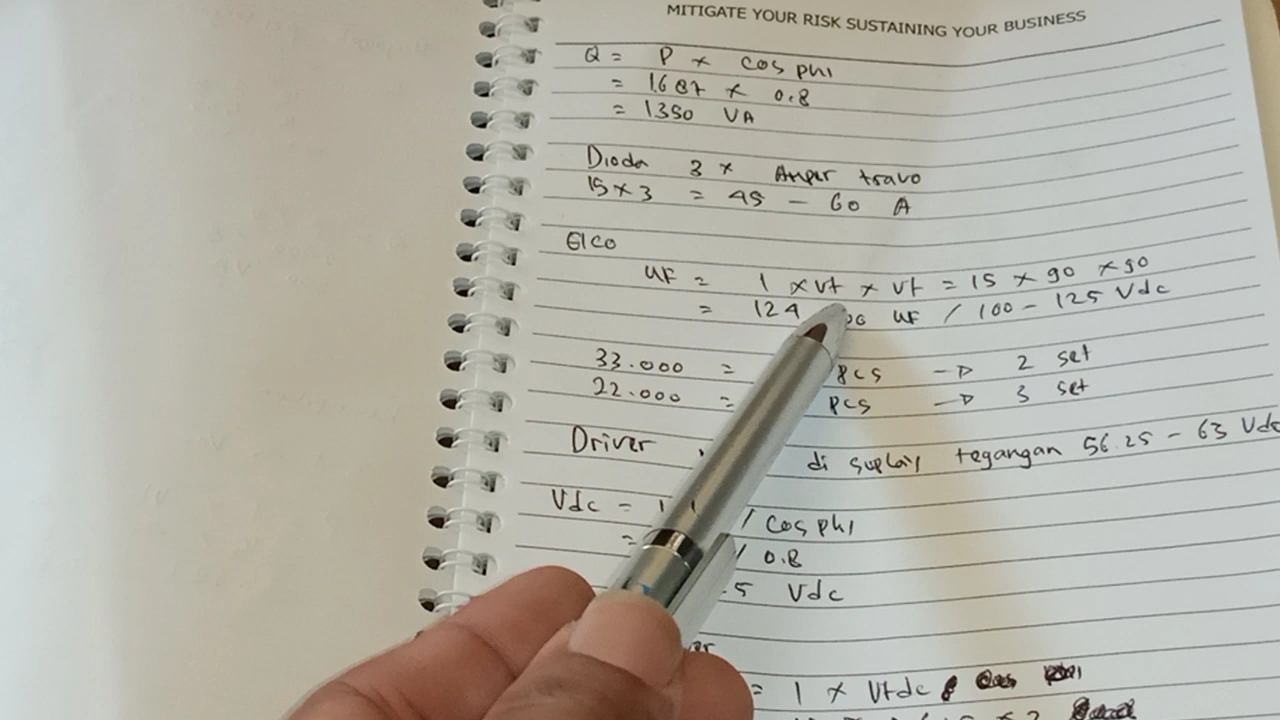 MITIGATE YOUR RISK SUSTAINING YOUR BUSINESS
Q = P x cos phi
= 1687 x 0.8
= 1350 VA
Dioda 3 x Amper travo
15 x 3 = 45 - 60 A
Elco
uF = 1 x Vt x Vt = 15 x 90 x 90
= 124 uF / 100 - 125 Vdc
33.000 = pcs -> 2 set
22.000 = pcs -> 3 set
Driver di suplay tegangan 56.25 - 63 Vdc
Vdc = / cos phi
= / 0.8
.5 Vdc
= 1 x Vtdc